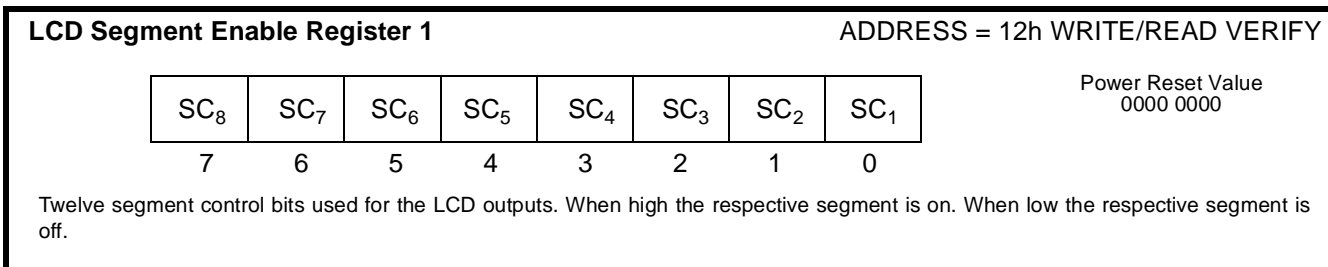 LCD Segment Enable Register 1 ADDRESS = 12h WRITE/READ VERIFY
Power Reset Value
0000 0000
SC8 SC7 SC6 SC5 SC4 SC3 SC2 SC1
7 6 5 4 3 2 1 0
Twelve segment control bits used for the LCD outputs. When high the respective segment is on. When low the respective segment is
off.